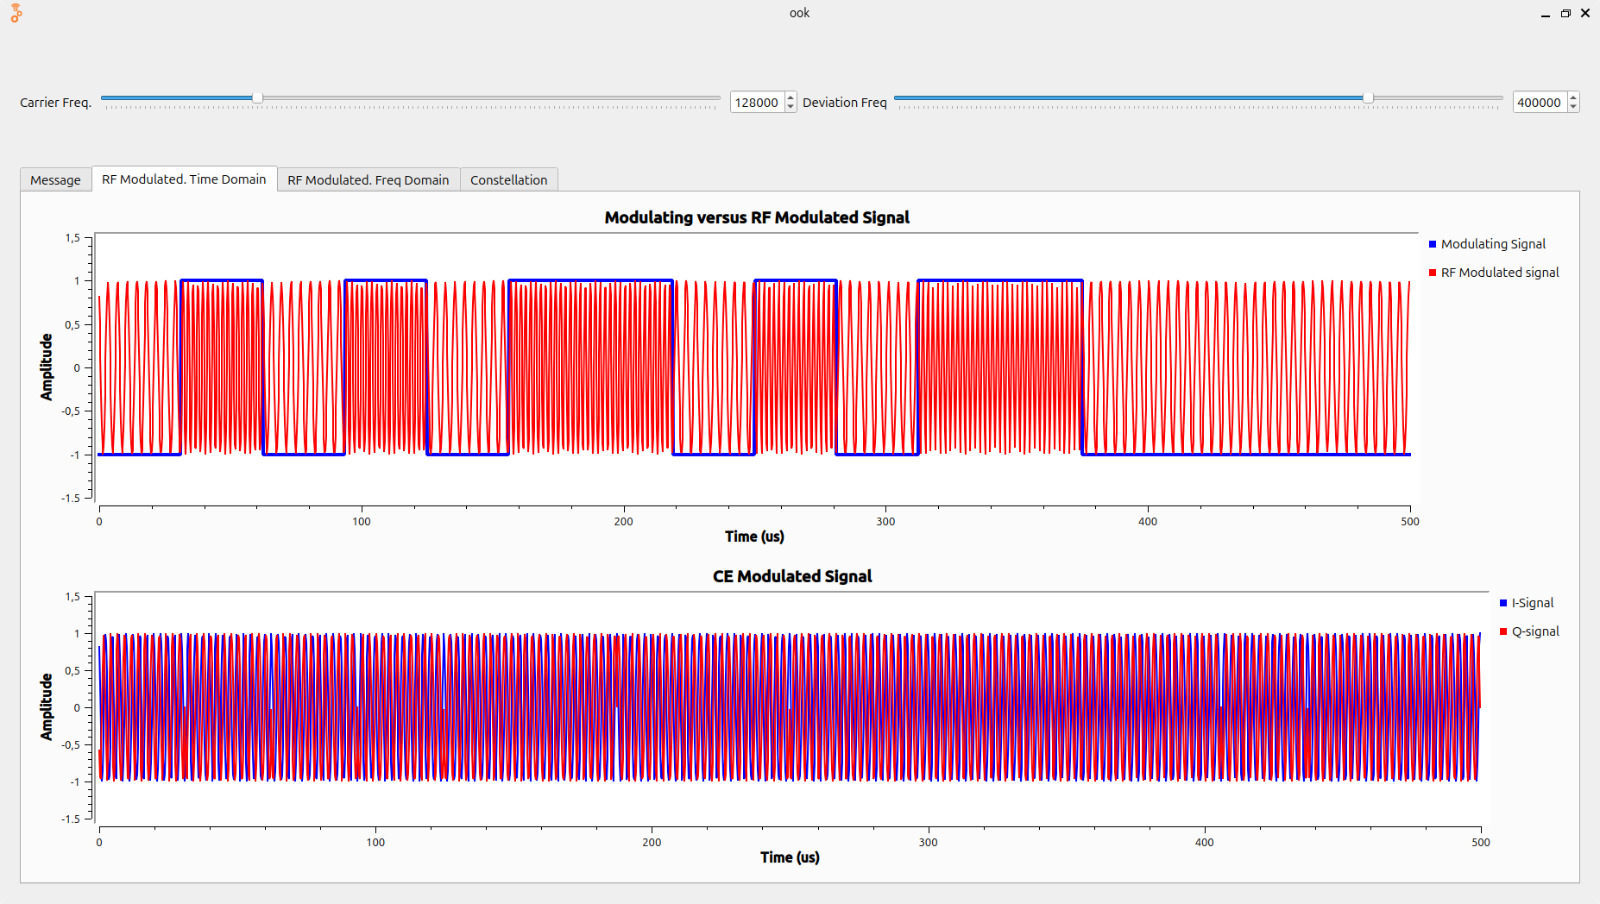 ook
Carrier Freq. 128000 Deviation Freq 400000
Message RF Modulated. Time Domain RF Modulated. Freq Domain Constellation
Modulating versus RF Modulated Signal
1,5
1
0,5
0
-0,5
-1
-1.5
Amplitude
0 100 200 300 400 500
Time (us)
Modulating Signal
RF Modulated signal
CE Modulated Signal
1,5
1
0,5
0
-0,5
-1
-1.5
Amplitude
0 100 200 300 400 500
Time (us)
I-Signal
Q-signal